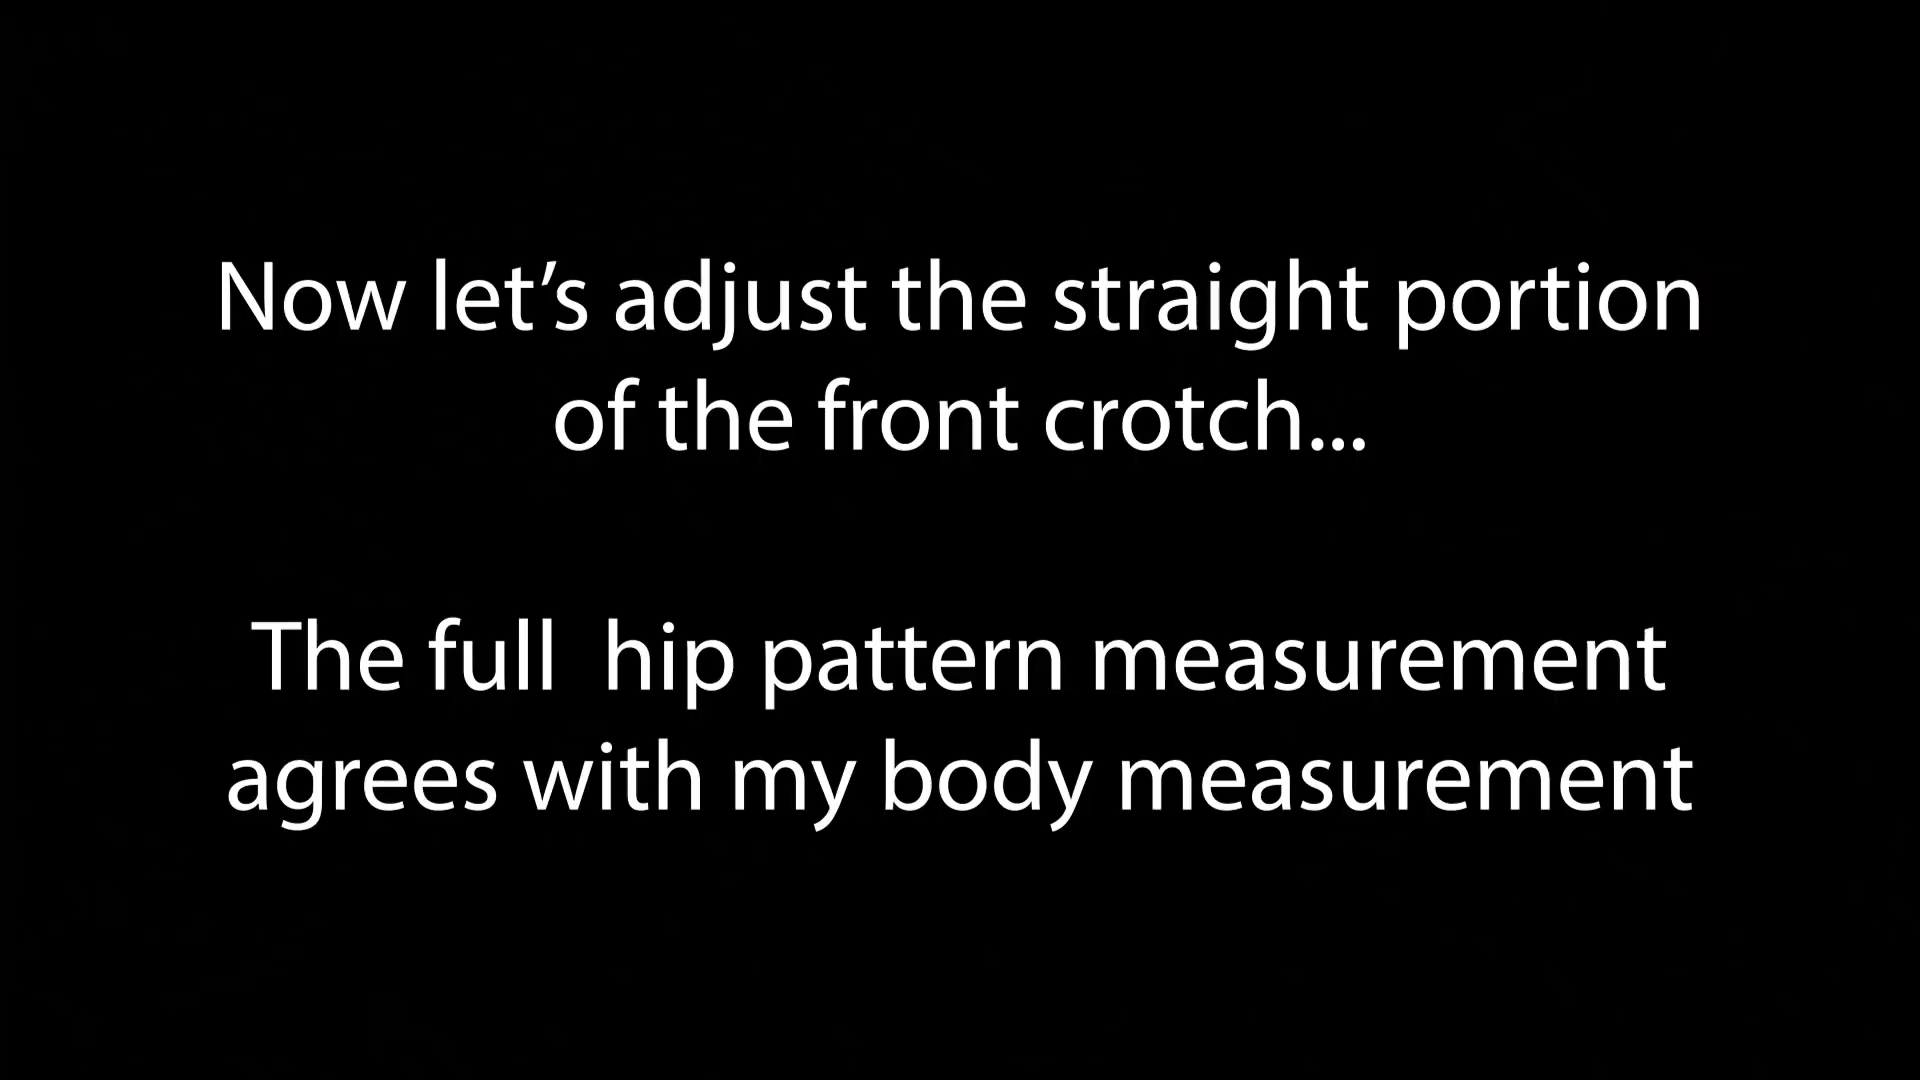 Now let’s adjust the straight portion
of the front crotch...
The full  hip pattern measurement
agrees with my body measurement